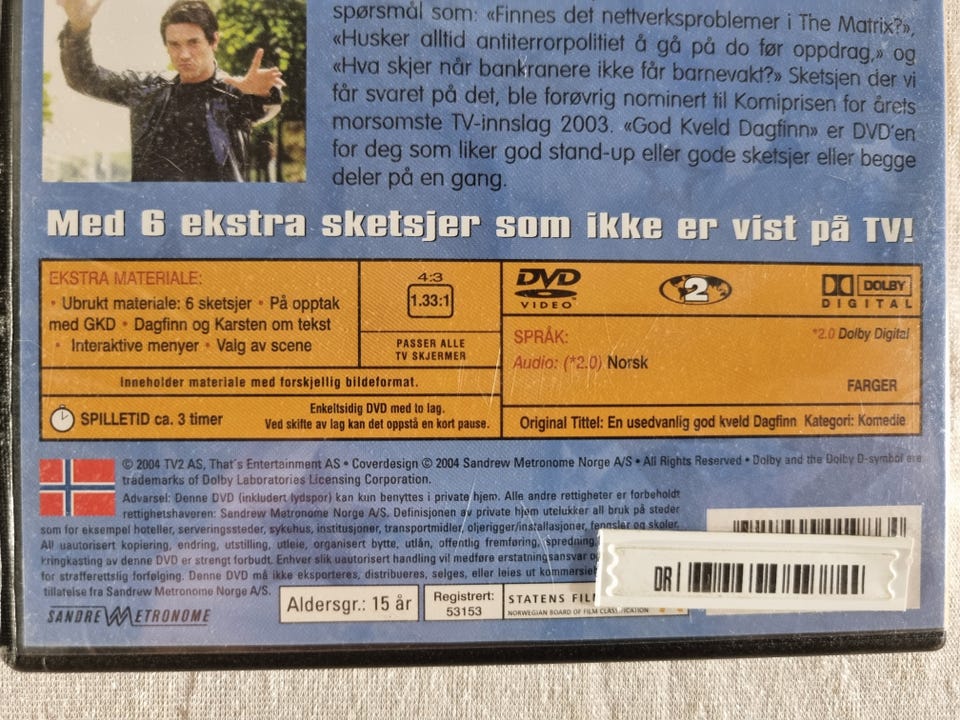 spørsmål som: «Finnes det nettverksproblemer i The Matrix?»,
«Husker alltid antiterrorpolitiet å gå på do før oppdrag,» og
«Hva skjer når bankranere ikke får barnevakt?» Sketsjen der vi
får svaret på det, ble forøvrig nominert til Komiprisen for årets
morsomste TV-innslag 2003. «God Kveld Dagfinn» er DVD'en
for deg som liker god stand-up eller gode sketsjer eller begge
deler på en gang.
Med 6 ekstra sketsjer som ikke er vist på TV!
EKSTRA MATERIALE:
• Ubrukt materiale: 6 sketsjer • På opptak
med GKD • Dagfinn og Karsten om tekst
• Interaktive menyer • Valg av scene
4:3
1.33:1
PASSER ALLE
TV SKJERMER
Inneholder materiale med forskjellig bildeformat.
SPILLETID ca. 3 timer
Enkeltsidig DVD med to lag.
Ved skifte av lag kan det oppstå en kort pause.
DVD
VIDEO
2
DOLBY
DIGITAL
SPRÅK:
*2.0 Dolby Digital
Audio: (*2.0) Norsk
FARGER
Original Tittel: En usedvanlig god kveld Dagfinn Kategori: Komedie
© 2004 TV2 AS, That's Entertainment AS • Coverdesign © 2004 Sandrew Metronome Norge A/S • All Rights Reserved • Dolby and the Dolby D-symbol are
trademarks of Dolby Laboratories Licensing Corporation.
Advarsel: Denne DVD (inkludert lydspor) kan kun benyttes i private hjem. Alle andre rettigheter er forbeholdt
rettighetshaveren: Sandrew Metronome Norge A/S. Definisjonen av private hjem utelukker all bruk på steder
som for eksempel hoteller, serveringssteder, sykehus, institusjoner, transportmidler, oljerigger/installasjoner, fengsler og skoler.
All uautorisert kopiering, endring, utstilling, utleie, organisert bytte, utlån, offentlig fremføring, spredning
kringkasting av denne DVD er strengt forbudt. Enhver slik uautorisert handling vil medføre erstatningsansvar og
for strafferettslig forfølging. Denne DVD må ikke eksporteres, distribueres, selges, eller leies ut
tillatelse fra Sandrew Metronome Norge A/S.
SANDREW METRONOME
Aldersgr.: 15 år
Registrert:
53153
STATENS FIL
NORWEGIAN BOARD OF FILM CLASSIFICATION
DR